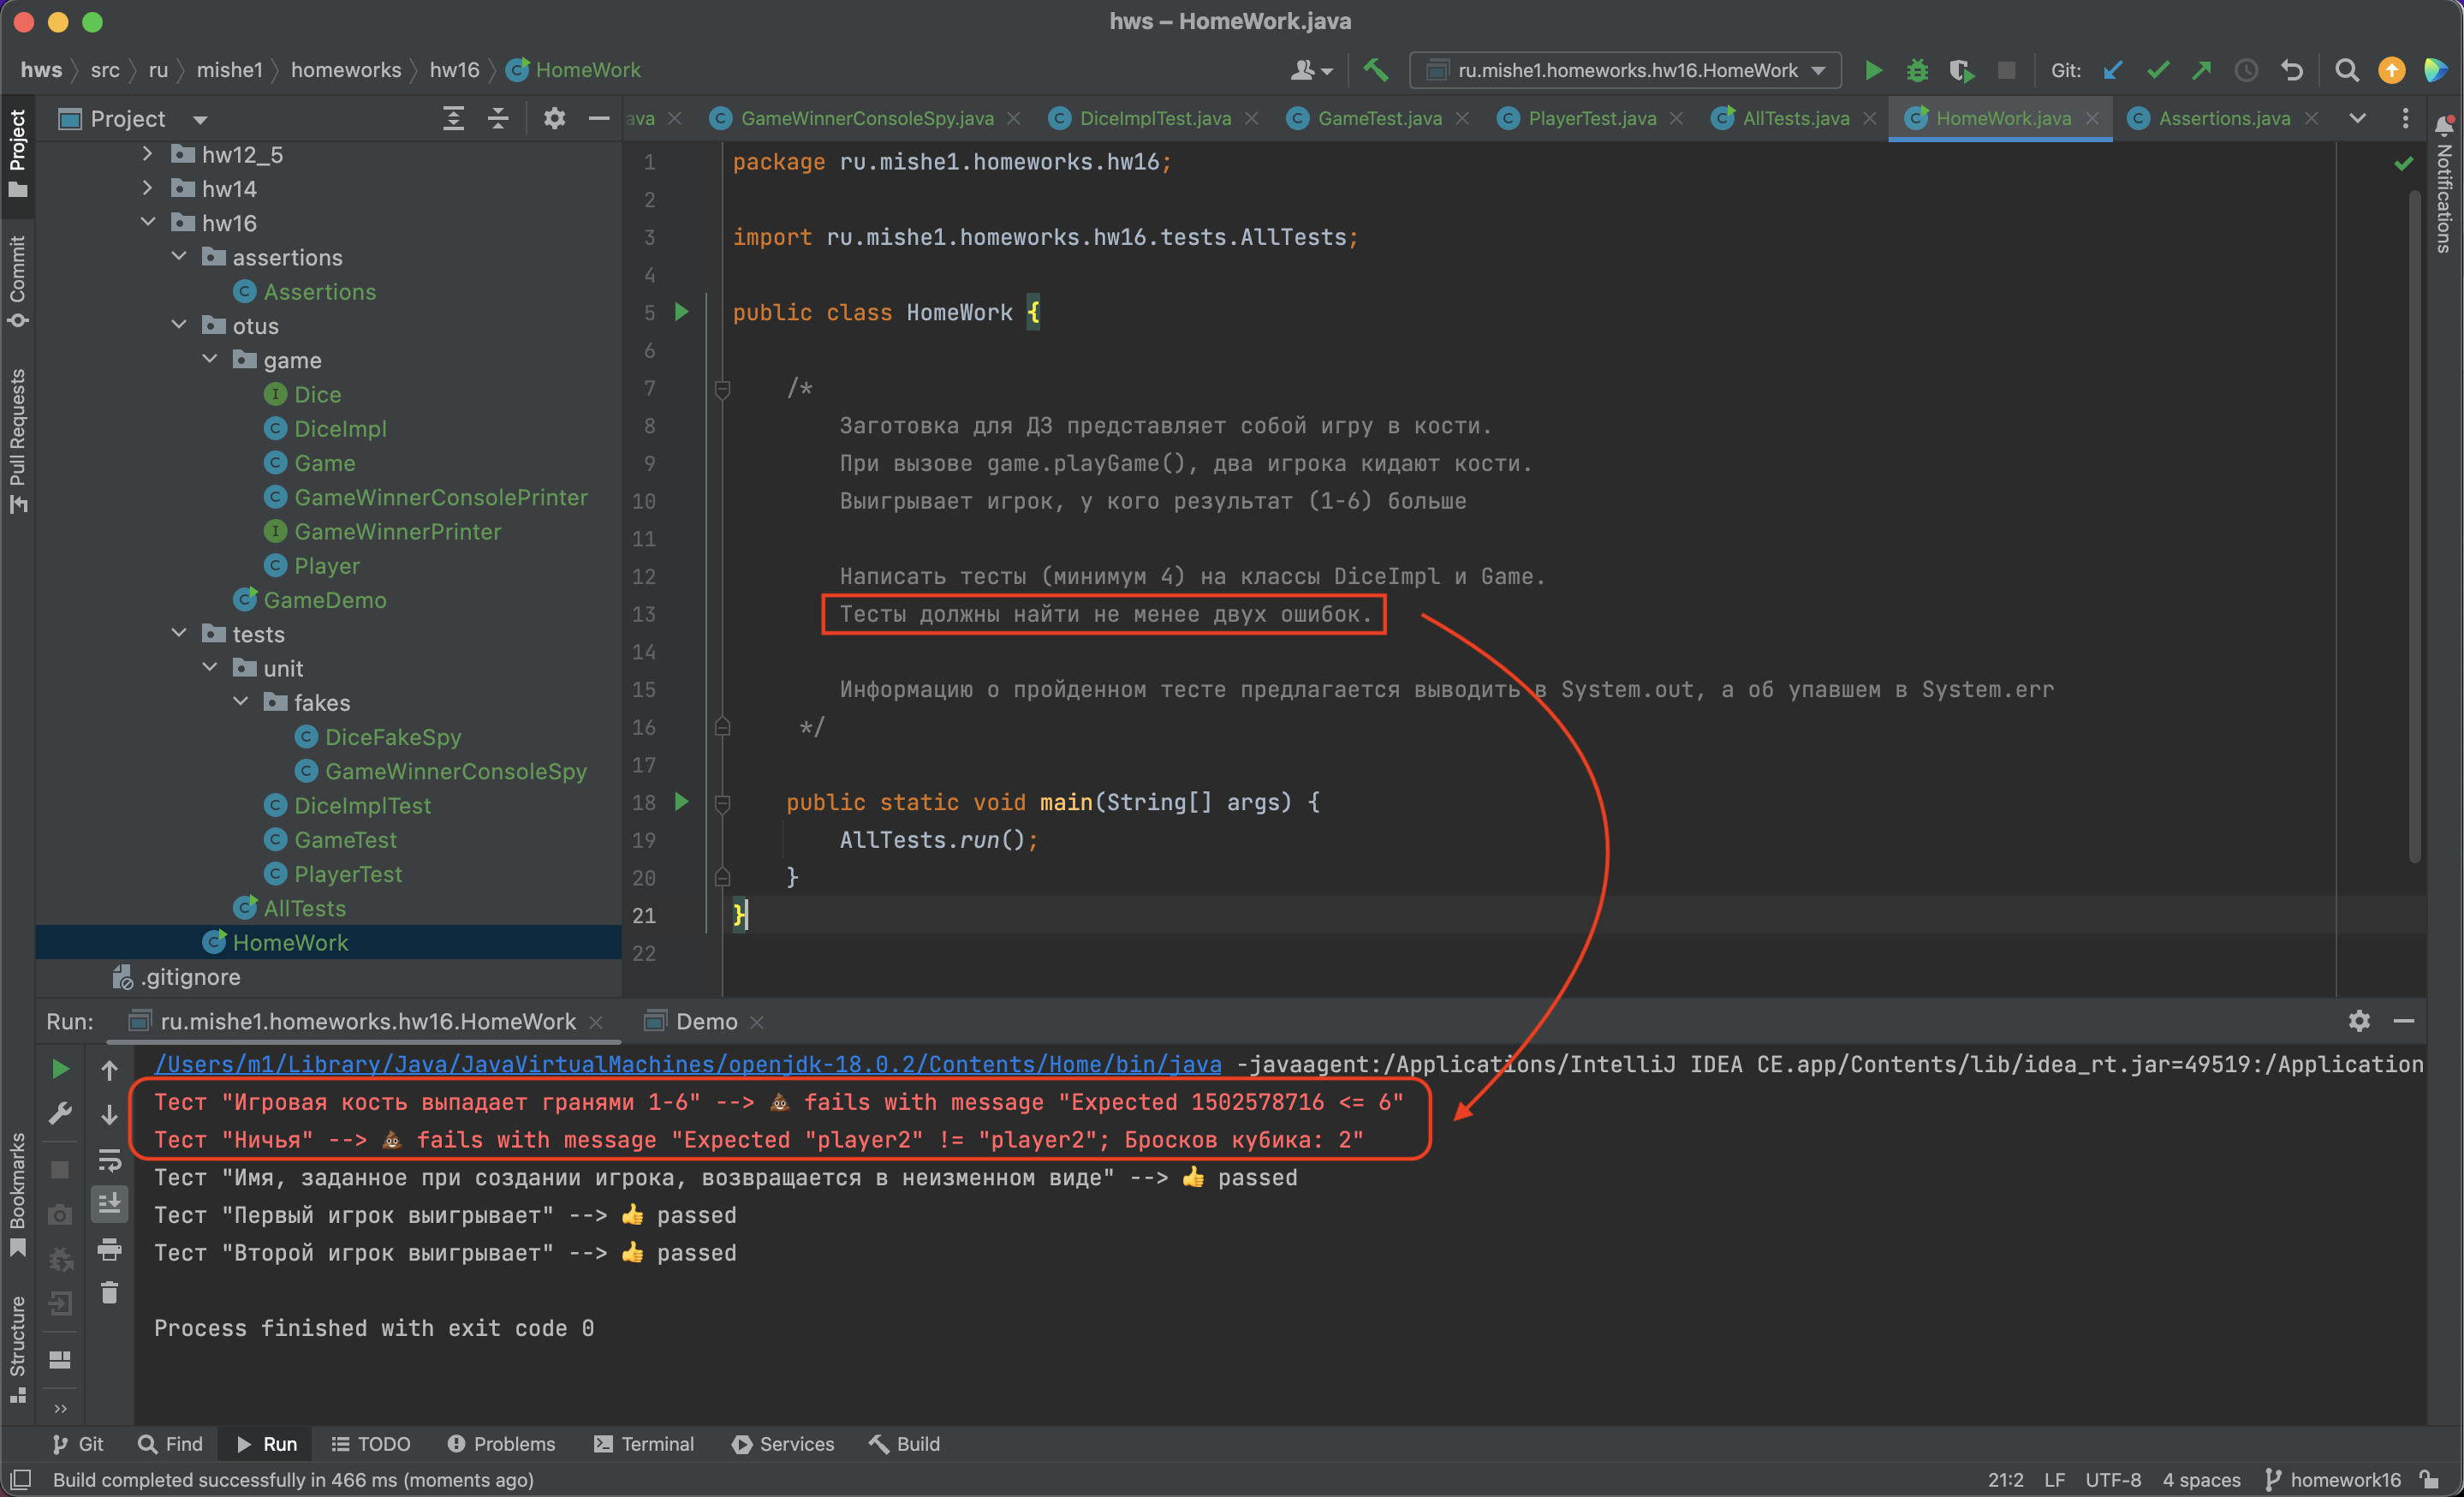 hws – HomeWork.java
hws src ru mishe1 homeworks hw16 HomeWork
ru.mishe1.homeworks.hw16.HomeWork
Git:
Project
ava
GameWinnerConsoleSpy.java
DiceImplTest.java
GameTest.java
PlayerTest.java
AllTests.java
HomeWork.java
Assertions.java
Project
Commit
Pull Requests
Bookmarks
Structure
Notifications
hw12_5
hw14
hw16
assertions
Assertions
otus
game
Dice
DiceImpl
Game
GameWinnerConsolePrinter
GameWinnerPrinter
Player
GameDemo
tests
unit
fakes
DiceFakeSpy
GameWinnerConsoleSpy
DiceImplTest
GameTest
PlayerTest
AllTests
HomeWork
.gitignore
1 package ru.mishe1.homeworks.hw16;
2
3 import ru.mishe1.homeworks.hw16.tests.AllTests;
4
5 public class HomeWork {
6
7 /*
8 Заготовка для ДЗ представляет собой игру в кости.
9 При вызове game.playGame(), два игрока кидают кости.
10 Выигрывает игрок, у кого результат (1-6) больше
11
12 Написать тесты (минимум 4) на классы DiceImpl и Game.
13 Тесты должны найти не менее двух ошибок.
14
15 Информацию о пройденном тесте предлагается выводить в System.out, а об упавшем в System.err
16 */
17
18 public static void main(String[] args) {
19 AllTests.run();
20 }
21 }
22
Run: ru.mishe1.homeworks.hw16.HomeWork Demo
/Users/m1/Library/Java/JavaVirtualMachines/openjdk-18.0.2/Contents/Home/bin/java -javaagent:/Applications/IntelliJ IDEA CE.app/Contents/lib/idea_rt.jar=49519:/Application
Тест "Игровая кость выпадает гранями 1-6" --> 💩 fails with message "Expected 1502578716 <= 6"
Тест "Ничья" --> 💩 fails with message "Expected "player2" != "player2"; Бросков кубика: 2"
Тест "Имя, заданное при создании игрока, возвращается в неизменном виде" --> 👍 passed
Тест "Первый игрок выигрывает" --> 👍 passed
Тест "Второй игрок выигрывает" --> 👍 passed
Process finished with exit code 0
Git Find Run TODO Problems Terminal Services Build
Build completed successfully in 466 ms (moments ago)
21:2 LF UTF-8 4 spaces homework16